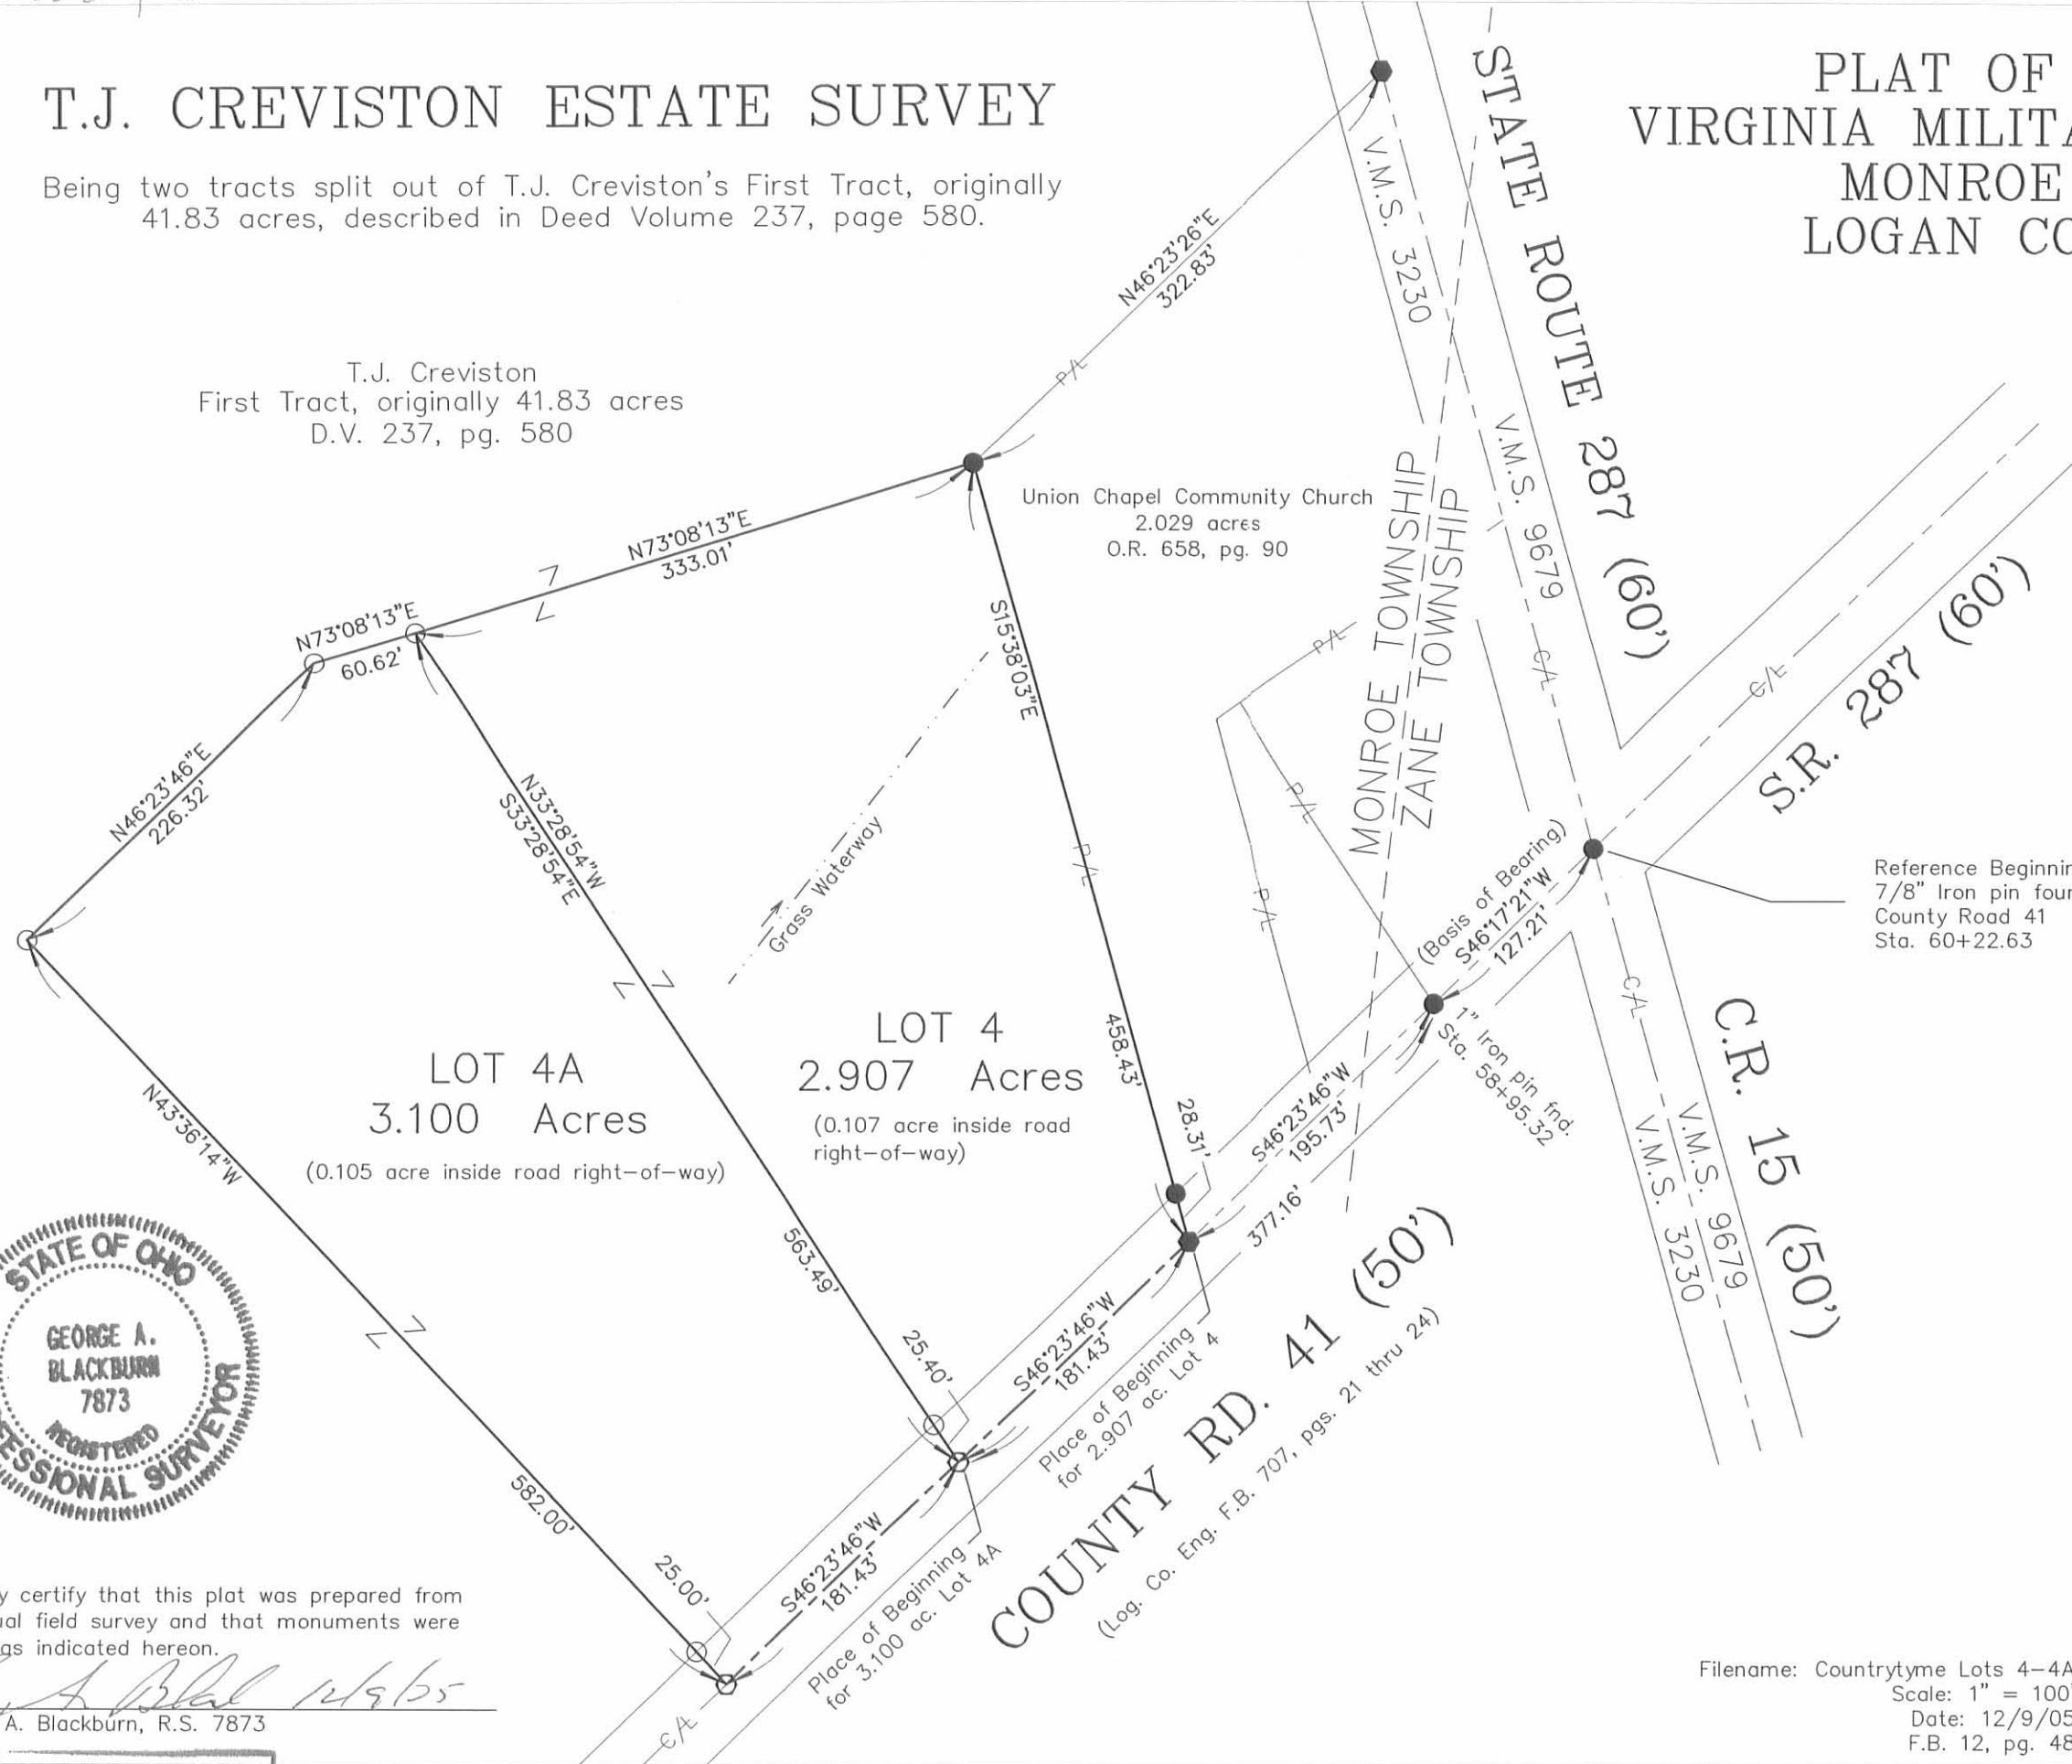 T.J. CREVISTON ESTATE SURVEY
Being two tracts split out of T.J. Creviston's First Tract, originally
41.83 acres, described in Deed Volume 237, page 580.
PLAT OF
VIRGINIA MILITA
MONROE
LOGAN CO
T.J. Creviston
First Tract, originally 41.83 acres
D.V. 237, pg. 580
N46°23'26"E
322.83'
P/L
V.M.S. 3230
STATE ROUTE 287 (60')
V.M.S. 9679
C/L
Union Chapel Community Church
2.029 acres
O.R. 658, pg. 90
MONROE TOWNSHIP
ZANE TOWNSHIP
N73°08'13"E
333.01'
N73°08'13"E
60.62'
N46°23'46"E
226.32'
N33°28'54"W
S33°28'54"E
563.49'
25.40'
Grass Waterway
S15°38'03"E
P/L
458.43'
28.31'
P/L
P/L
P/L
C/L
S.R. 287 (60')
(Basis of Bearing)
S46°17'21"W
127.21'
Reference Beginnin
7/8" Iron pin foun
County Road 41
Sta. 60+22.63
1" Iron pin fnd.
Sta. 58+95.32
C/L
C.R. 15 (50')
V.M.S. 9679
V.M.S. 3230
LOT 4A
3.100 Acres
(0.105 acre inside road right-of-way)
LOT 4
2.907 Acres
(0.107 acre inside road
right-of-way)
N43°36'14"W
582.00'
25.00'
S46°23'46"W
195.73'
377.16'
S46°23'46"W
181.43'
Place of Beginning
for 2.907 ac. Lot 4
S46°23'46"W
181.43'
Place of Beginning
for 3.100 ac. Lot 4A
COUNTY RD. 41 (50')
(Log. Co. Eng. F.B. 707, pgs. 21 thru 24)
C/L
STATE OF OHIO
GEORGE A.
BLACKBURN
7873
REGISTERED
ESSIONAL SURVEYOR
y certify that this plat was prepared from
ual field survey and that monuments were
as indicated hereon.
A. Blackburn, R.S. 7873
Filename: Countrytyme Lots 4-4A
Scale: 1" = 100'
Date: 12/9/05
F.B. 12, pg. 48